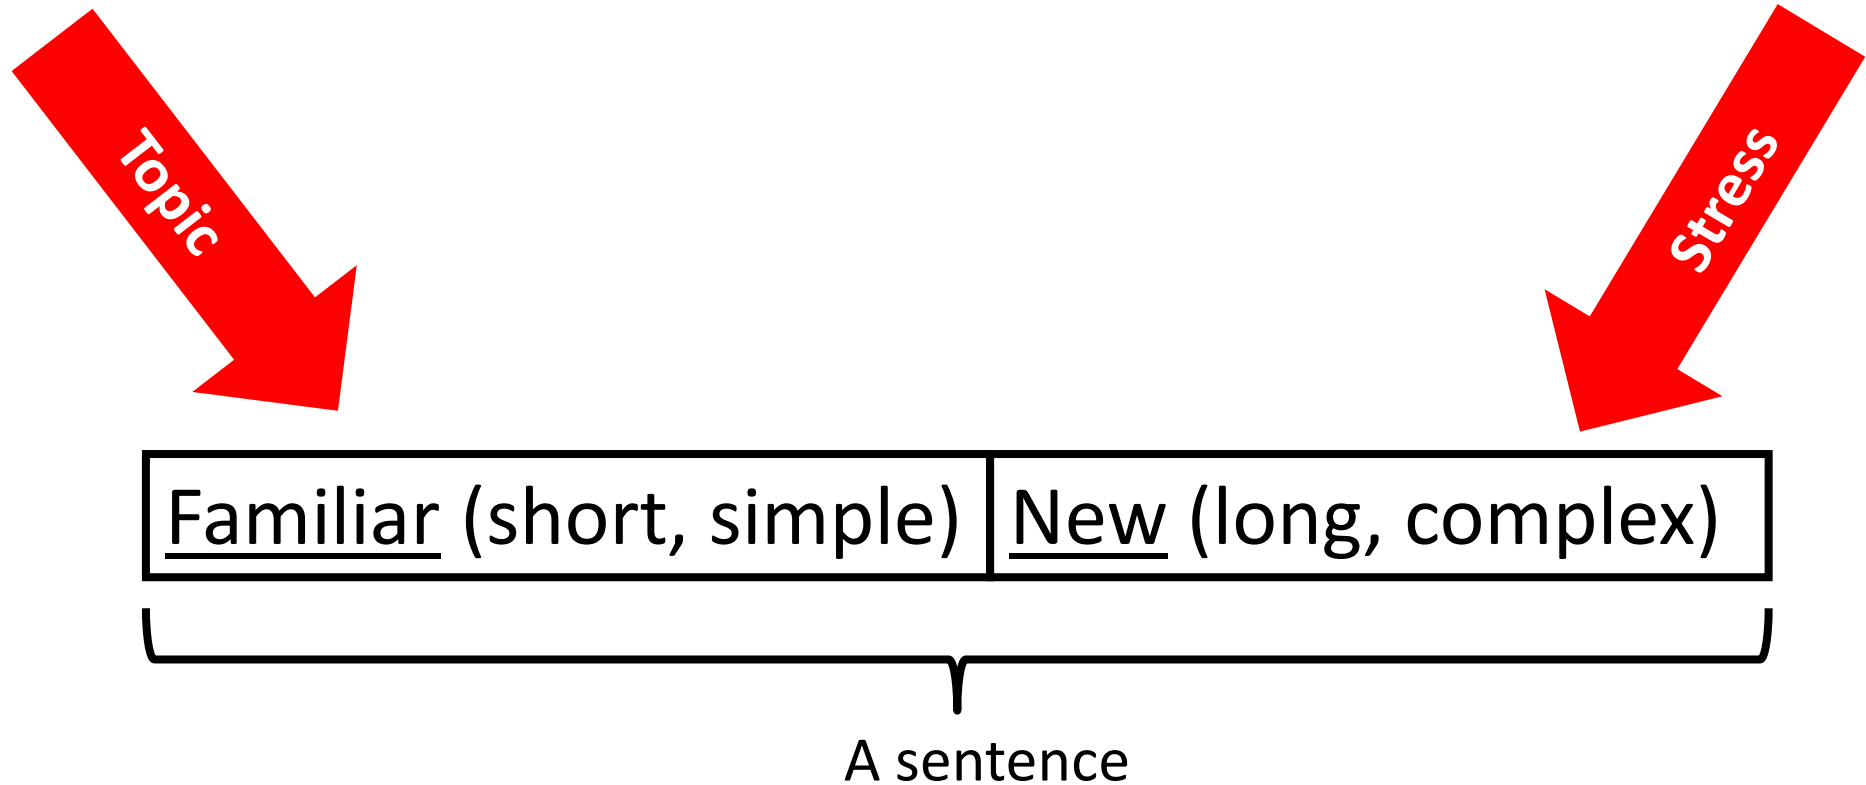 Topic
Stress
Familiar (short, simple)
New (long, complex)
A sentence